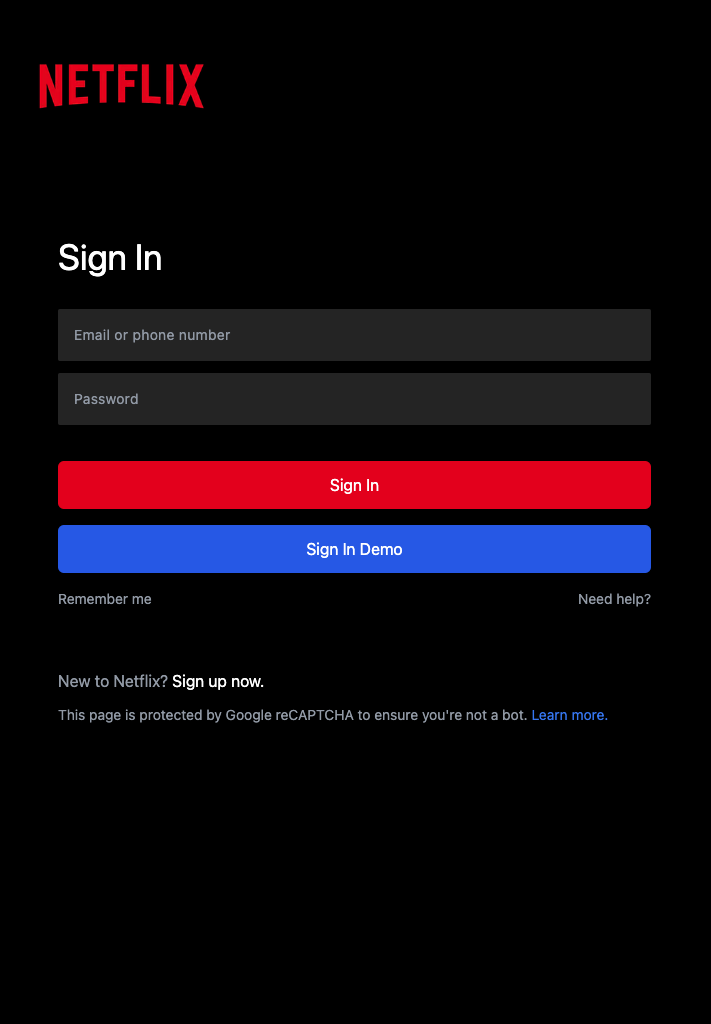 NETFLIX
Sign In
Email or phone number
Password
Sign In
Sign In Demo
Remember me
Need help?
New to Netflix? Sign up now.
This page is protected by Google reCAPTCHA to ensure you're not a bot. Learn more.